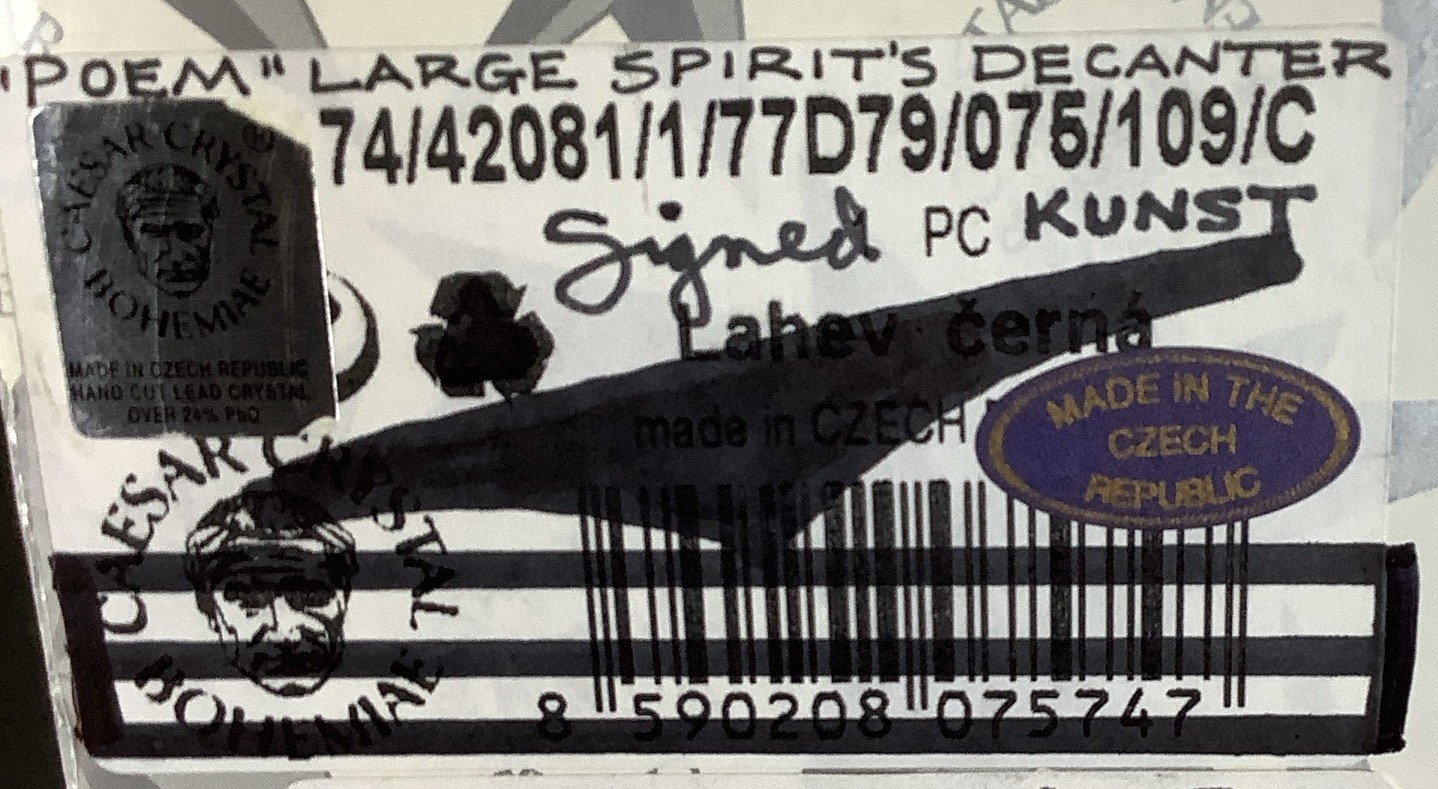 "POEM" LARGE SPIRIT'S DECANTER
74/42081/1/77D79/075/109/C
CAESAR CRYSTAL ®
BOHEMIAE
MADE IN CZECH REPUBLIC
HAND CUT LEAD CRYSTAL
OVER 24% PbO
Signed PC KUNST
Lahev černá
made in CZECH
MADE IN THE
CZECH
REPUBLIC
CAESAR CRYSTAL
BOHEMIAE
8 590208 075747